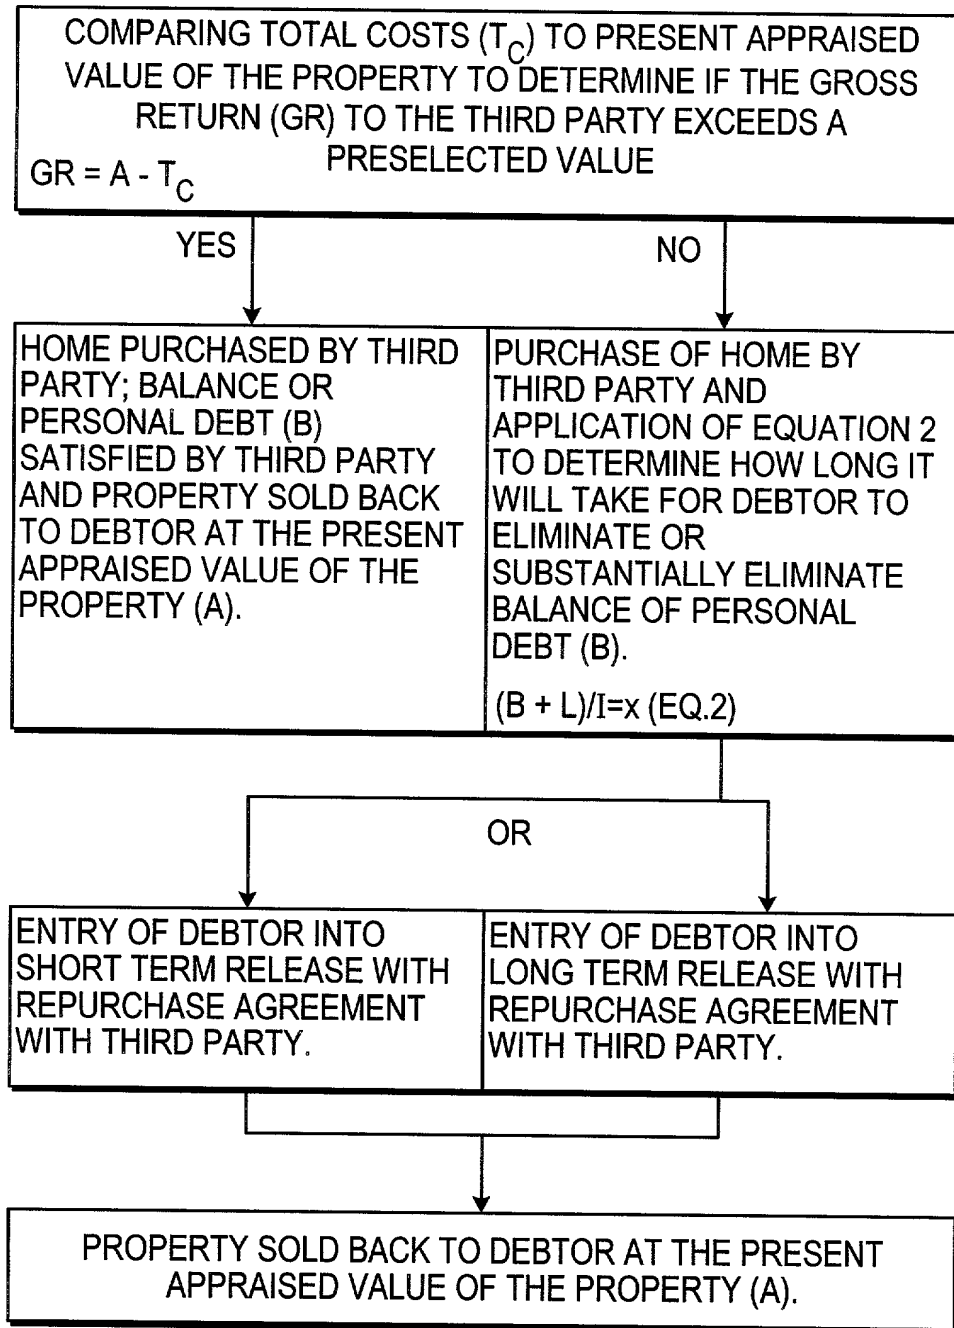 COMPARING TOTAL COSTS (TC) TO PRESENT APPRAISED
VALUE OF THE PROPERTY TO DETERMINE IF THE GROSS
RETURN (GR) TO THE THIRD PARTY EXCEEDS A
PRESELECTED VALUE
GR = A - TC
YES
NO
HOME PURCHASED BY THIRD
PARTY; BALANCE OR
PERSONAL DEBT (B)
SATISFIED BY THIRD PARTY
AND PROPERTY SOLD BACK
TO DEBTOR AT THE PRESENT
APPRAISED VALUE OF THE
PROPERTY (A).
PURCHASE OF HOME BY
THIRD PARTY AND
APPLICATION OF EQUATION 2
TO DETERMINE HOW LONG IT
WILL TAKE FOR DEBTOR TO
ELIMINATE OR
SUBSTANTIALLY ELIMINATE
BALANCE OF PERSONAL
DEBT (B).
(B + L)/I=x (EQ.2)
OR
ENTRY OF DEBTOR INTO
SHORT TERM RELEASE WITH
REPURCHASE AGREEMENT
WITH THIRD PARTY.
ENTRY OF DEBTOR INTO
LONG TERM RELEASE WITH
REPURCHASE AGREEMENT
WITH THIRD PARTY.
PROPERTY SOLD BACK TO DEBTOR AT THE PRESENT
APPRAISED VALUE OF THE PROPERTY (A).